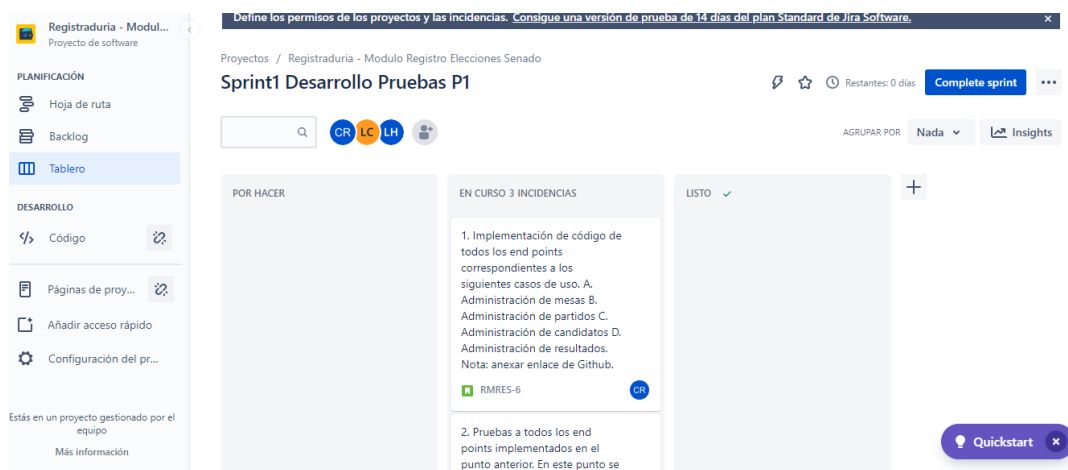 Define los permisos de los proyectos y las incidencias. Consigue una versión de prueba de 14 días del plan Standard de Jira Software.
Registraduria - Modul...
Proyecto de software
PLANIFICACIÓN
Hoja de ruta
Backlog
Tablero
DESARROLLO
Código
Páginas de proy...
Añadir acceso rápido
Configuración del pr...
Estás en un proyecto gestionado por el
equipo
Más información
Proyectos / Registraduria - Modulo Registro Elecciones Senado
Sprint1 Desarrollo Pruebas P1
Restantes: 0 días
Complete sprint
CR LC LH
AGRUPAR POR
Nada
Insights
POR HACER
EN CURSO 3 INCIDENCIAS
1. Implementación de código de
todos los end points
correspondientes a los
siguientes casos de uso. A.
Administración de mesas B.
Administración de partidos C.
Administración de candidatos D.
Administración de resultados.
Nota: anexar enlace de Github.
RMRES-6
CR
2. Pruebas a todos los end
points implementados en el
punto anterior. En este punto se
LISTO
Quickstart